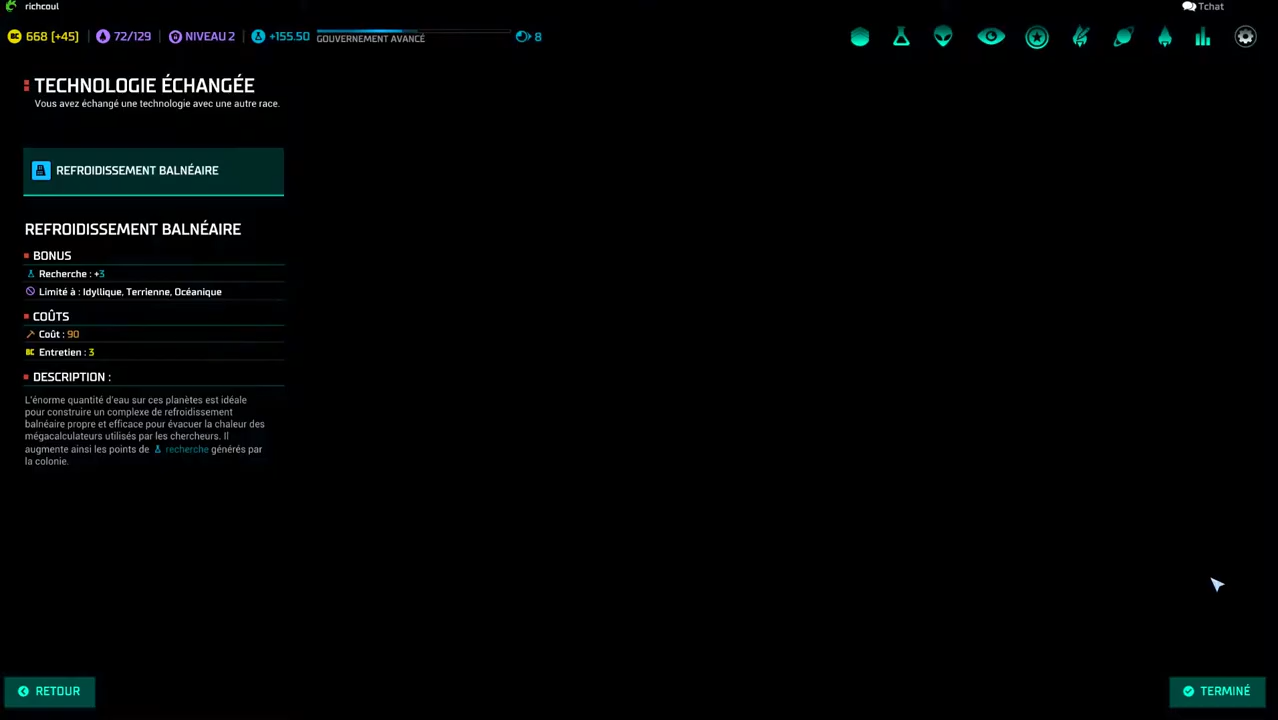 richcoul
Tchat
BC 668 (+45) 72/129 NIVEAU 2 +155.50 GOUVERNEMENT AVANCÉ 8
TECHNOLOGIE ÉCHANGÉE
Vous avez échangé une technologie avec une autre race.
REFROIDISSEMENT BALNÉAIRE
REFROIDISSEMENT BALNÉAIRE
BONUS
Recherche : +3
Limité à : Idyllique, Terrienne, Océanique
COÛTS
Coût : 90
BC Entretien : 3
DESCRIPTION :
L'énorme quantité d'eau sur ces planètes est idéale
pour construire un complexe de refroidissement
balnéaire propre et efficace pour évacuer la chaleur des
mégacalculateurs utilisés par les chercheurs. Il
augmente ainsi les points de recherche générés par
la colonie.
RETOUR
TERMINÉ